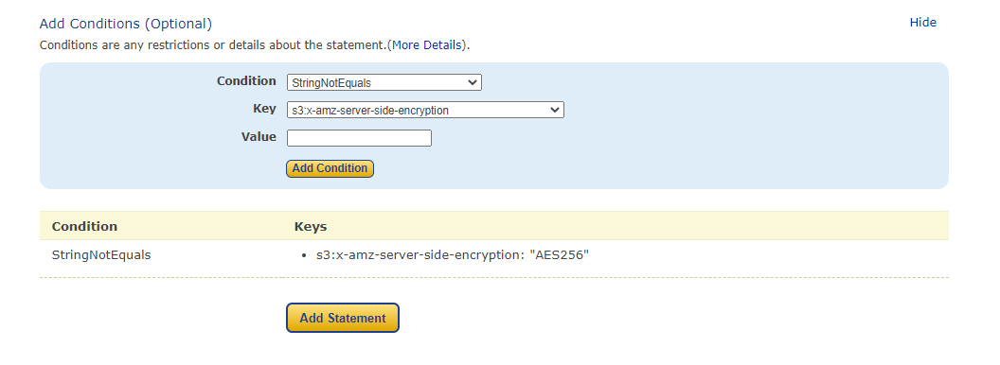 Add Conditions (Optional) Hide
Conditions are any restrictions or details about the statement.(More Details).
Condition StringNotEquals
Key s3:x-amz-server-side-encryption
Value
Add Condition
Condition Keys
StringNotEquals • s3:x-amz-server-side-encryption: "AES256"
Add Statement